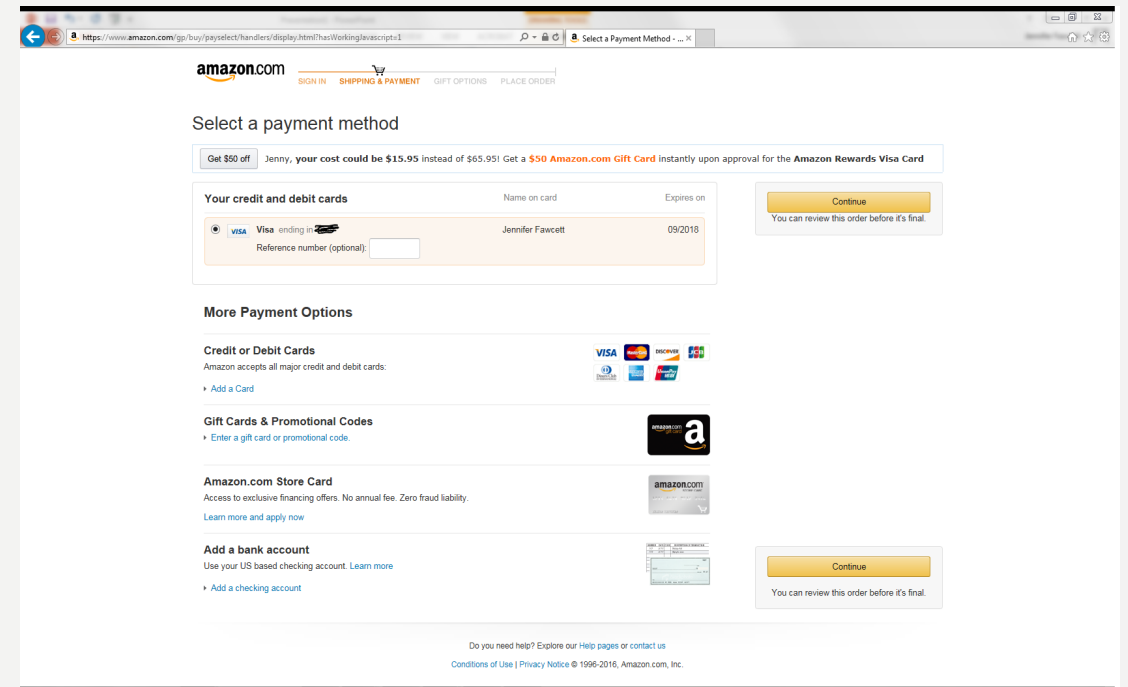 https://www.amazon.com/gp/buy/payselect/handlers/display.html?hasWorkingJavascript=1
Select a Payment Method - ...
amazon.com
SIGN IN SHIPPING & PAYMENT GIFT OPTIONS PLACE ORDER
Select a payment method
Get $50 off Jenny, your cost could be $15.95 instead of $65.95! Get a $50 Amazon.com Gift Card instantly upon approval for the Amazon Rewards Visa Card
Your credit and debit cards Name on card Expires on
VISA Visa ending in Jennifer Fawcett 09/2018
Reference number (optional):
Continue
You can review this order before it's final.
More Payment Options
Credit or Debit Cards
Amazon accepts all major credit and debit cards:
VISA DISCOVER JCB
Add a Card
Gift Cards & Promotional Codes
Enter a gift card or promotional code.
amazon.com
a
Amazon.com Store Card
Access to exclusive financing offers. No annual fee. Zero fraud liability.
Learn more and apply now
amazon.com
Add a bank account
Use your US based checking account. Learn more
Add a checking account
Continue
You can review this order before it's final.
Do you need help? Explore our Help pages or contact us
Conditions of Use | Privacy Notice © 1996-2016, Amazon.com, Inc.